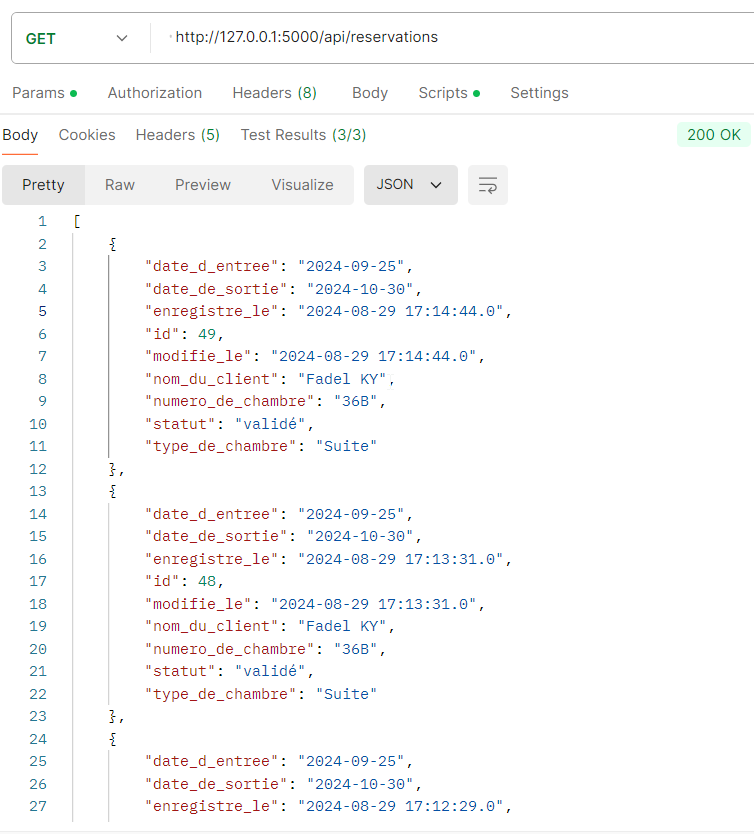 GET http://127.0.0.1:5000/api/reservations
Params Authorization Headers (8) Body Scripts Settings
Body Cookies Headers (5) Test Results (3/3) 200 OK
Pretty Raw Preview Visualize JSON
1 [
2 {
3 "date_d_entree": "2024-09-25",
4 "date_de_sortie": "2024-10-30",
5 "enregistre_le": "2024-08-29 17:14:44.0",
6 "id": 49,
7 "modifie_le": "2024-08-29 17:14:44.0",
8 "nom_du_client": "Fadel KY",
9 "numero_de_chambre": "36B",
10 "statut": "validé",
11 "type_de_chambre": "Suite"
12 },
13 {
14 "date_d_entree": "2024-09-25",
15 "date_de_sortie": "2024-10-30",
16 "enregistre_le": "2024-08-29 17:13:31.0",
17 "id": 48,
18 "modifie_le": "2024-08-29 17:13:31.0",
19 "nom_du_client": "Fadel KY",
20 "numero_de_chambre": "36B",
21 "statut": "validé",
22 "type_de_chambre": "Suite"
23 },
24 {
25 "date_d_entree": "2024-09-25",
26 "date_de_sortie": "2024-10-30",
27 "enregistre_le": "2024-08-29 17:12:29.0",